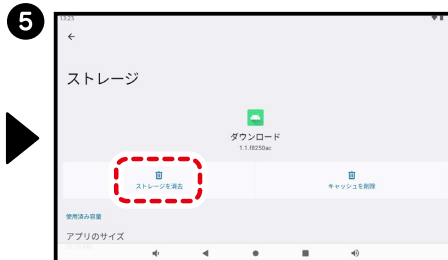 5
13:23
ストレージ
ダウンロード
1.1.f8250ac
ストレージを消去
キャッシュを削除
使用済み容量
アプリのサイズ